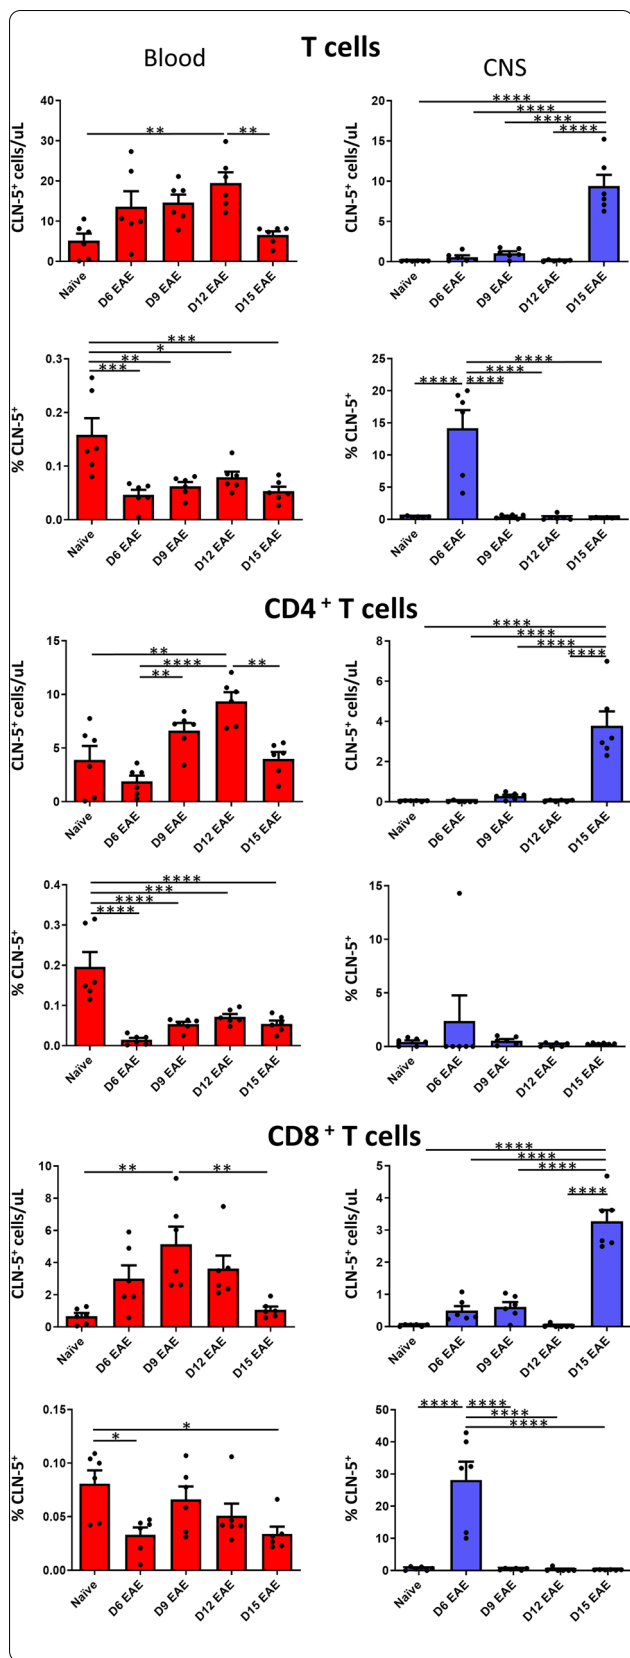 T cells
Blood
CNS
CLN-5⁺ cells/uL
40
30
20
10
0
** **
Naïve
D6 EAE
D9 EAE
D12 EAE
D15 EAE
CLN-5⁺ cells/uL
20
15
10
5
0
****
****
****
****
Naïve
D6 EAE
D9 EAE
D12 EAE
D15 EAE
% CLN-5⁺
0.3
0.2
0.1
0.0
***
*
**
***
Naïve
D6 EAE
D9 EAE
D12 EAE
D15 EAE
% CLN-5⁺
25
20
15
10
5
0
****
****
**** ****
Naïve
D6 EAE
D9 EAE
D12 EAE
D15 EAE
CD4⁺ T cells
CLN-5⁺ cells/uL
15
10
5
0
**
**** **
**
Naïve
D6 EAE
D9 EAE
D12 EAE
D15 EAE
CLN-5⁺ cells/uL
8
6
4
2
0
****
****
****
****
Naïve
D6 EAE
D9 EAE
D12 EAE
D15 EAE
% CLN-5⁺
0.4
0.3
0.2
0.1
0.0
****
***
****
****
Naïve
D6 EAE
D9 EAE
D12 EAE
D15 EAE
% CLN-5⁺
15
10
5
0
Naïve
D6 EAE
D9 EAE
D12 EAE
D15 EAE
CD8⁺ T cells
CLN-5⁺ cells/uL
10
8
6
4
2
0
** **
Naïve
D6 EAE
D9 EAE
D12 EAE
D15 EAE
CLN-5⁺ cells/uL
5
4
3
2
1
0
****
****
****
****
Naïve
D6 EAE
D9 EAE
D12 EAE
D15 EAE
% CLN-5⁺
0.15
0.10
0.05
0.00
*
*
Naïve
D6 EAE
D9 EAE
D12 EAE
D15 EAE
% CLN-5⁺
50
40
30
20
10
0
**** ****
****
****
Naïve
D6 EAE
D9 EAE
D12 EAE
D15 EAE